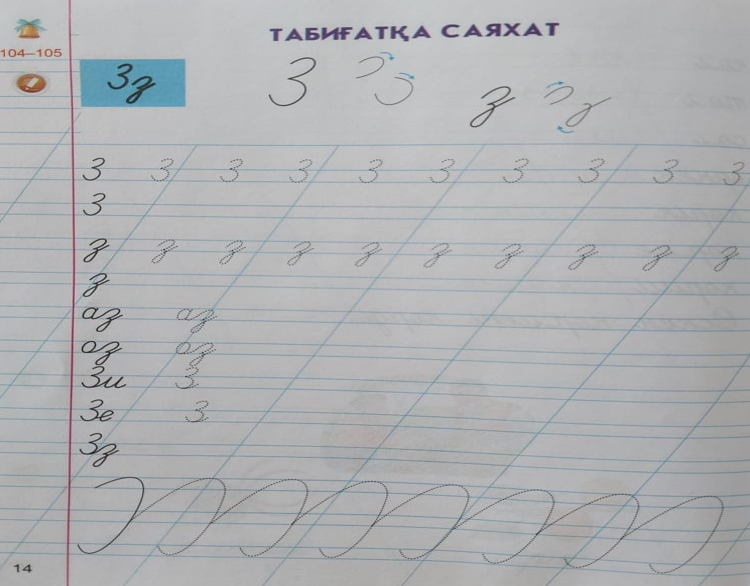 ТАБИҒАТҚА САЯХАТ
104–105
Зз
З з
З З З З З З З З З З
З
з з з з з з з з з з
з
аз аз
оз оз
Зи З
Зе З
Зз
14